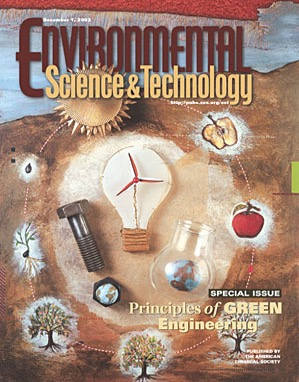 December 1, 2003
ENVIRONMENTAL
Science & Technology
http://pubs.acs.org/est
SPECIAL ISSUE
Principles of GREEN
Engineering
PUBLISHED BY
THE AMERICAN
CHEMICAL SOCIETY